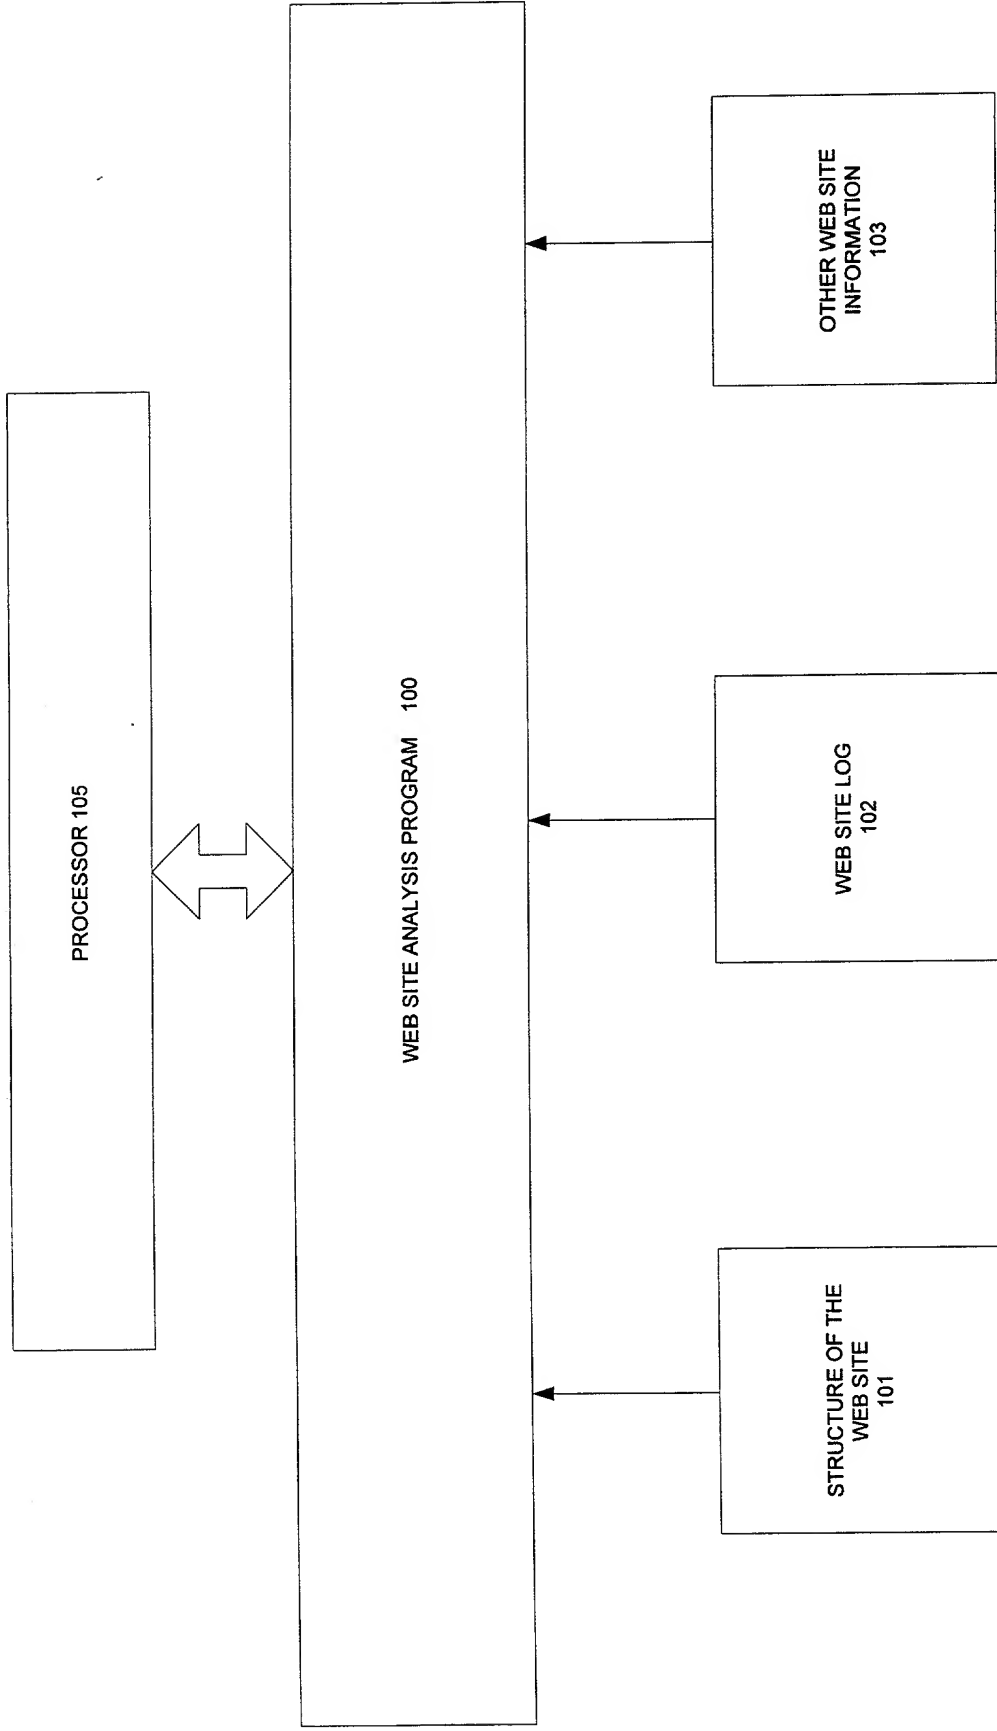 PROCESSOR 105
WEB SITE ANALYSIS PROGRAM 100
STRUCTURE OF THE
WEB SITE
101
WEB SITE LOG
102
OTHER WEB SITE
INFORMATION
103